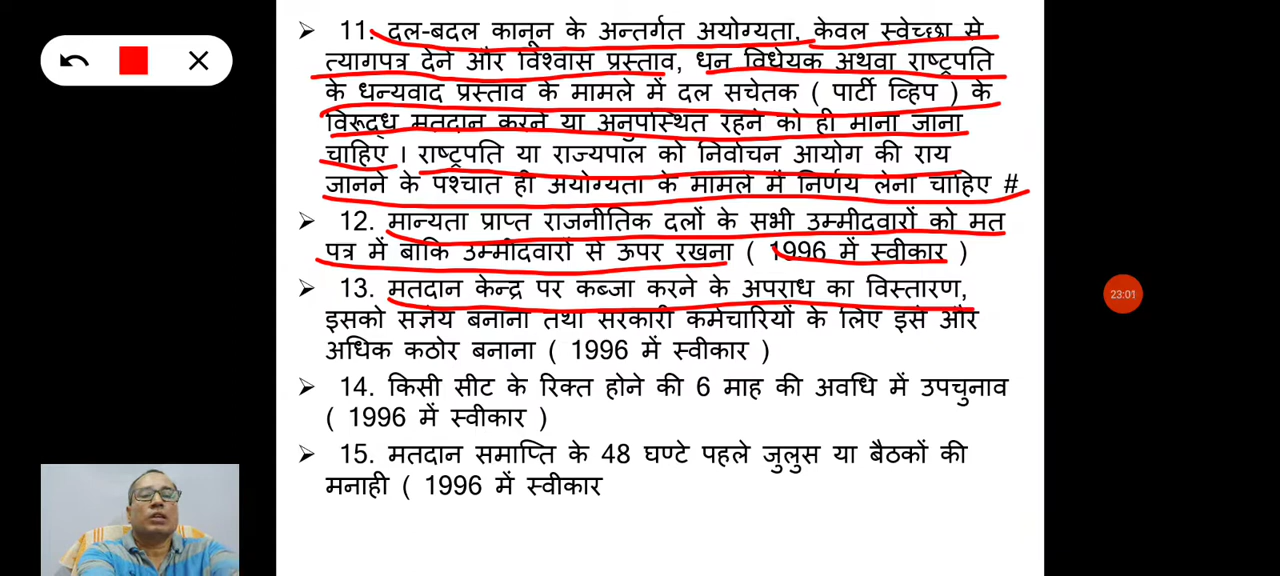 ➢ 11. दल-बदल कानून के अन्तर्गत अयोग्यता, केवल स्वेच्छा से
त्यागपत्र देने और विश्वास प्रस्ताव, धन विधेयक अथवा राष्ट्रपति
के धन्यवाद प्रस्ताव के मामले में दल सचेतक ( पार्टी व्हिप ) के
विरूद्ध मतदान करने या अनुपस्थित रहने को ही माना जाना
चाहिए । राष्ट्रपति या राज्यपाल को निर्वाचन आयोग की राय
जानने के पश्चात ही अयोग्यता के मामले में निर्णय लेना चाहिए #
➢ 12. मान्यता प्राप्त राजनीतिक दलों के सभी उम्मीदवारों को मत
पत्र में बाकि उम्मीदवारों से ऊपर रखना ( 1996 में स्वीकार )
➢ 13. मतदान केन्द्र पर कब्जा करने के अपराध का विस्तारण,
इसको संज्ञेय बनाना तथा सरकारी कर्मचारियों के लिए इसे और
अधिक कठोर बनाना ( 1996 में स्वीकार )
➢ 14. किसी सीट के रिक्त होने की 6 माह की अवधि में उपचुनाव
( 1996 में स्वीकार )
➢ 15. मतदान समाप्ति के 48 घण्टे पहले जुलुस या बैठकों की
मनाही ( 1996 में स्वीकार
23:01